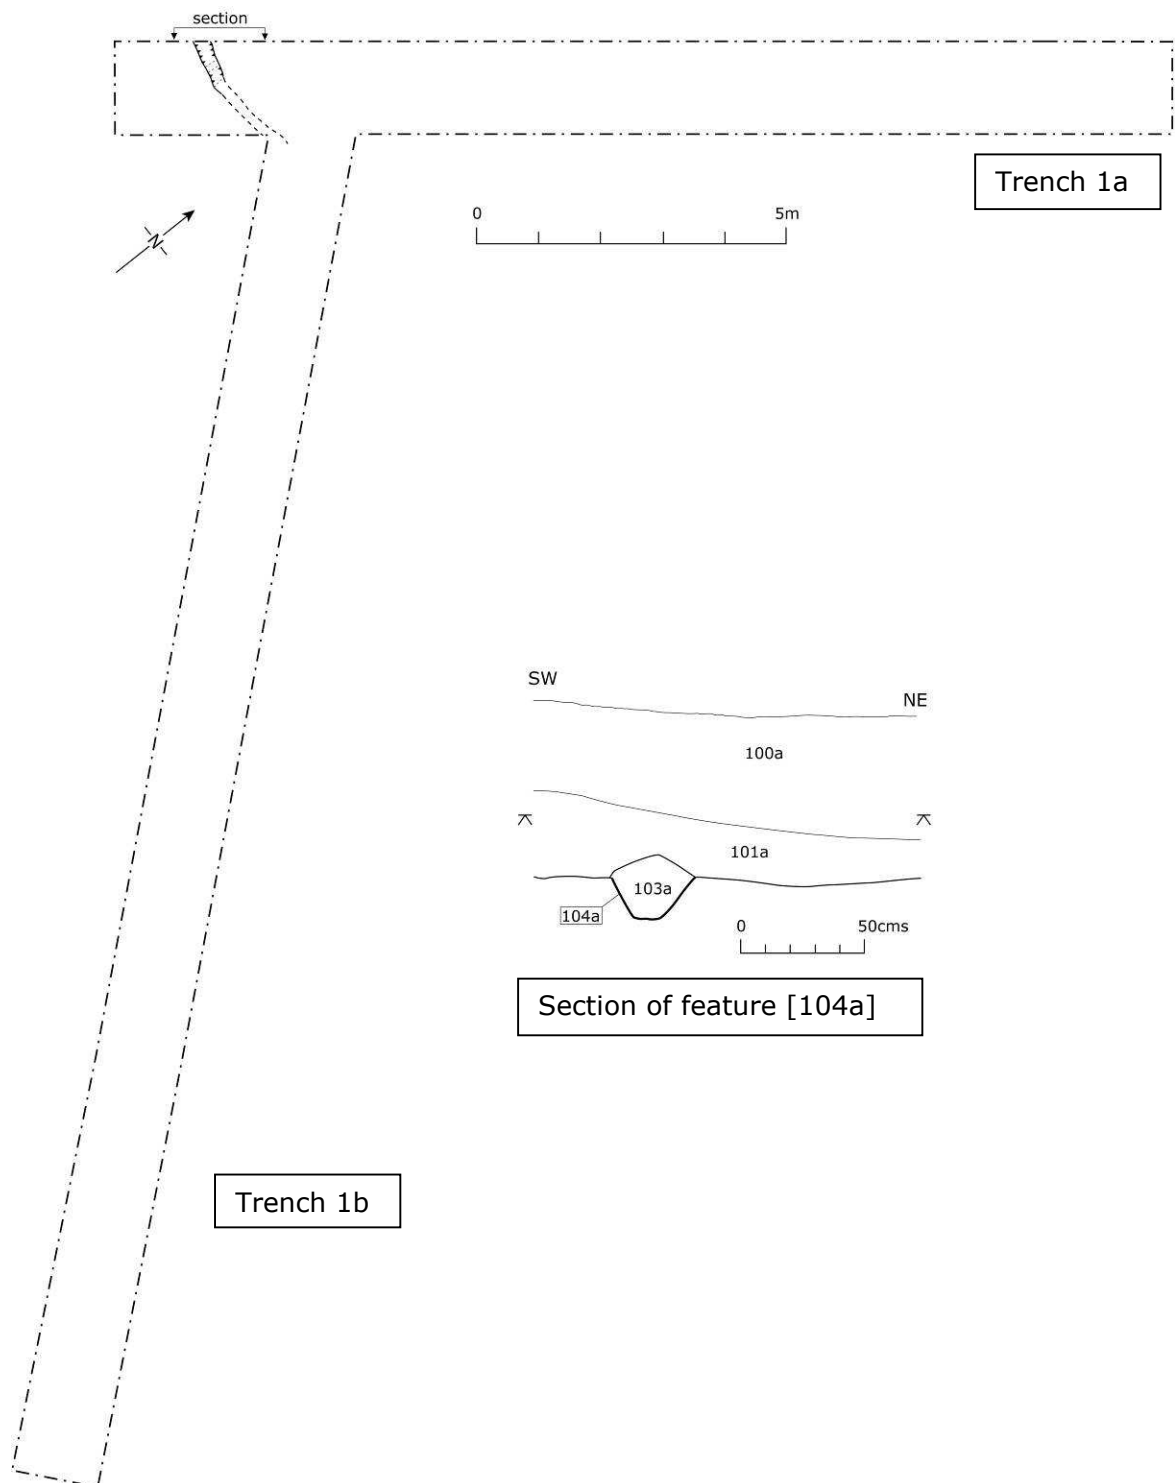 section
Trench 1a
N
0 5m
SW NE
100a
101a
103a
104a
0 50cms
Section of feature [104a]
Trench 1b